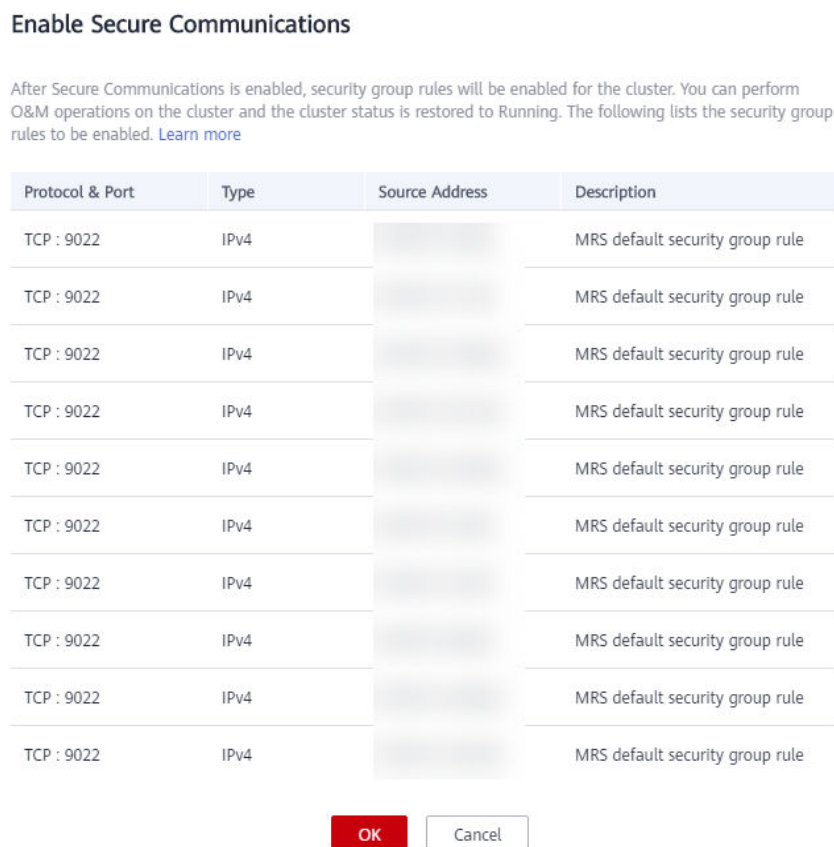 Enable Secure Communications
After Secure Communications is enabled, security group rules will be enabled for the cluster. You can perform
O&M operations on the cluster and the cluster status is restored to Running. The following lists the security group
rules to be enabled. Learn more
Protocol & Port Type Source Address Description
TCP : 9022 IPv4 MRS default security group rule
TCP : 9022 IPv4 MRS default security group rule
TCP : 9022 IPv4 MRS default security group rule
TCP : 9022 IPv4 MRS default security group rule
TCP : 9022 IPv4 MRS default security group rule
TCP : 9022 IPv4 MRS default security group rule
TCP : 9022 IPv4 MRS default security group rule
TCP : 9022 IPv4 MRS default security group rule
TCP : 9022 IPv4 MRS default security group rule
TCP : 9022 IPv4 MRS default security group rule
OK Cancel